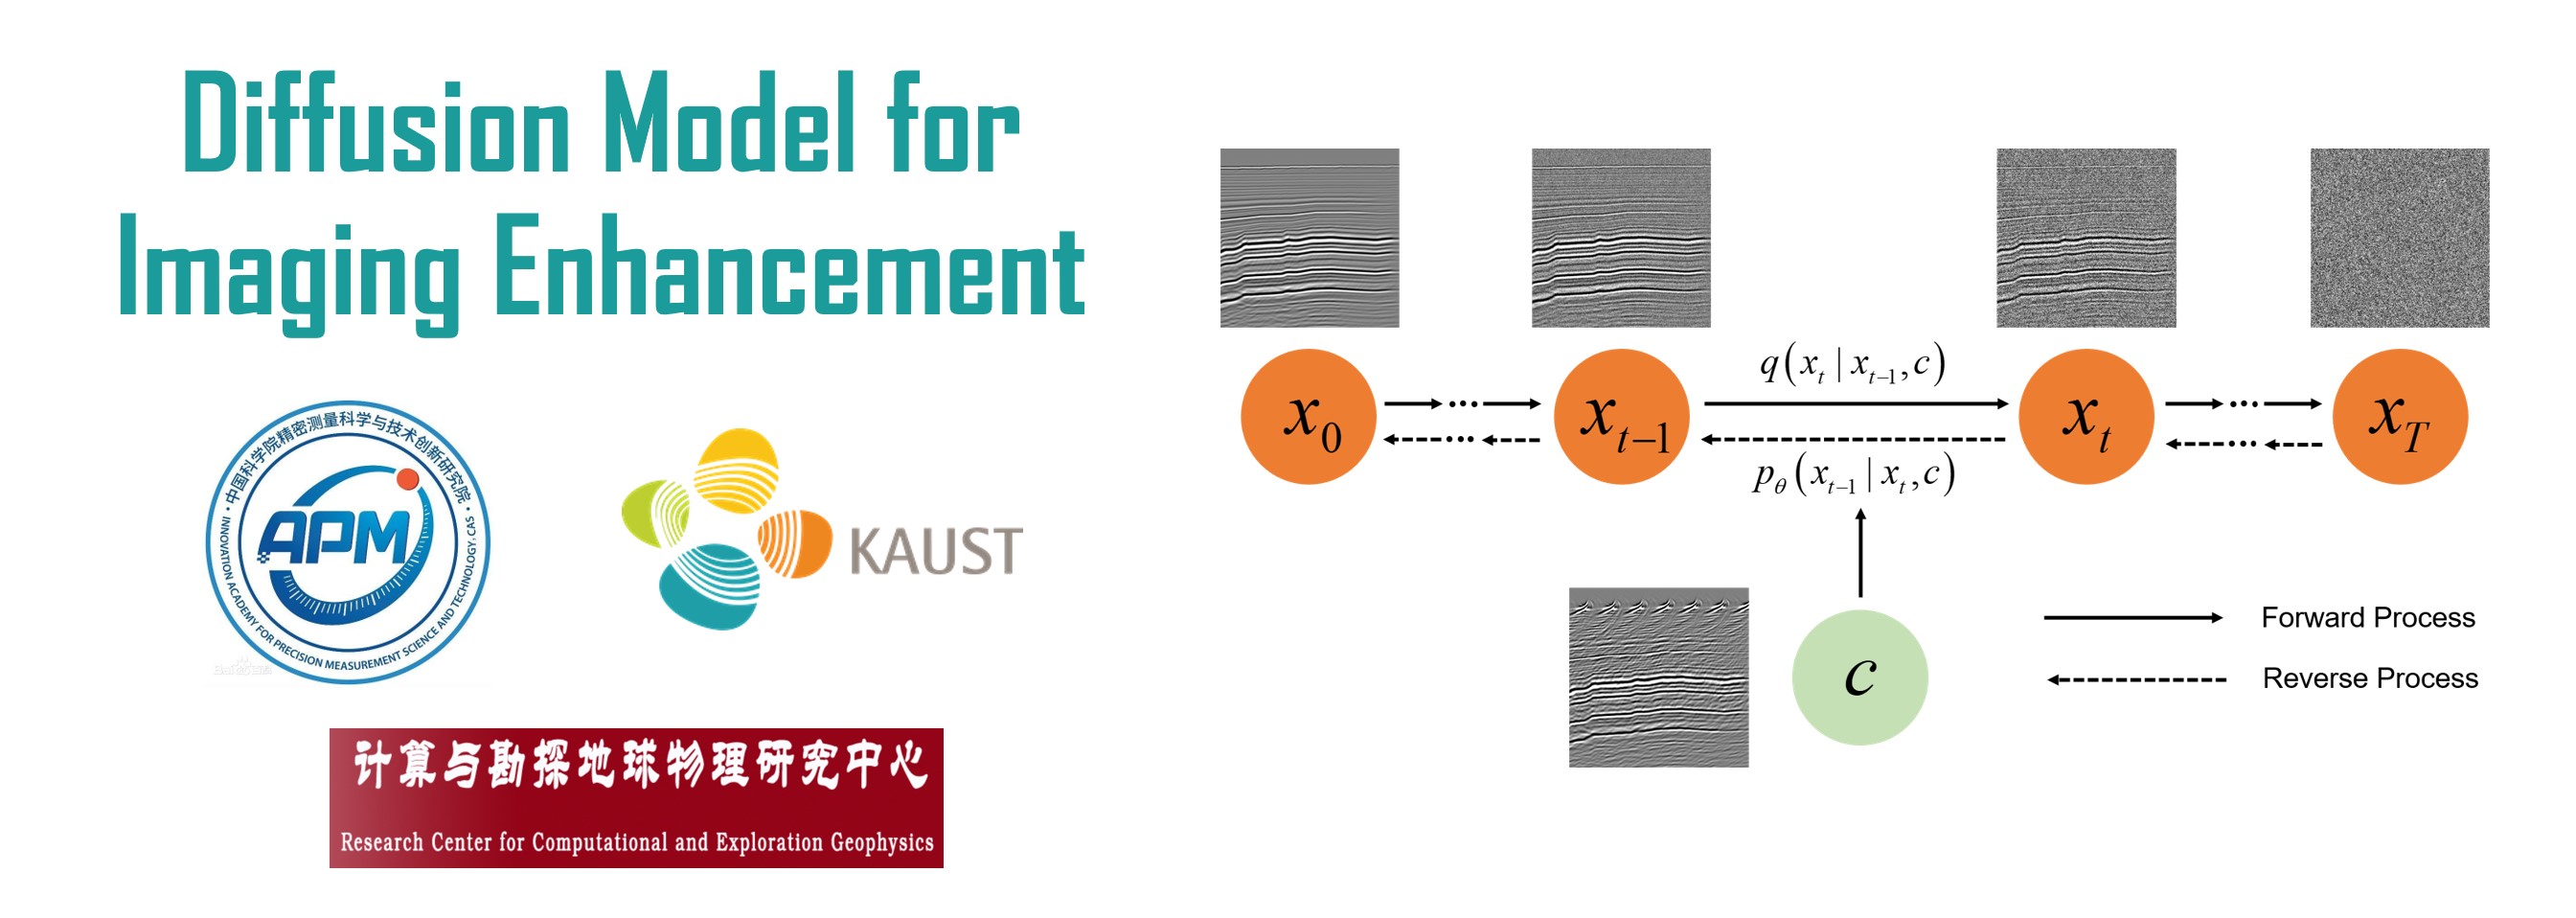 Diffusion Model for
Imaging Enhancement
中国科学院精密测量科学与技术创新研究院
APM
INNOVATION ACADEMY FOR PRECISION MEASUREMENT SCIENCE AND TECHNOLOGY, CAS
KAUST
计算与勘探地球物理研究中心
Research Center for Computational and Exploration Geophysics
x_0
x_{t-1}
q(x_t | x_{t-1}, c)
p_θ(x_{t-1} | x_t, c)
x_t
x_T
c
Forward Process
Reverse Process